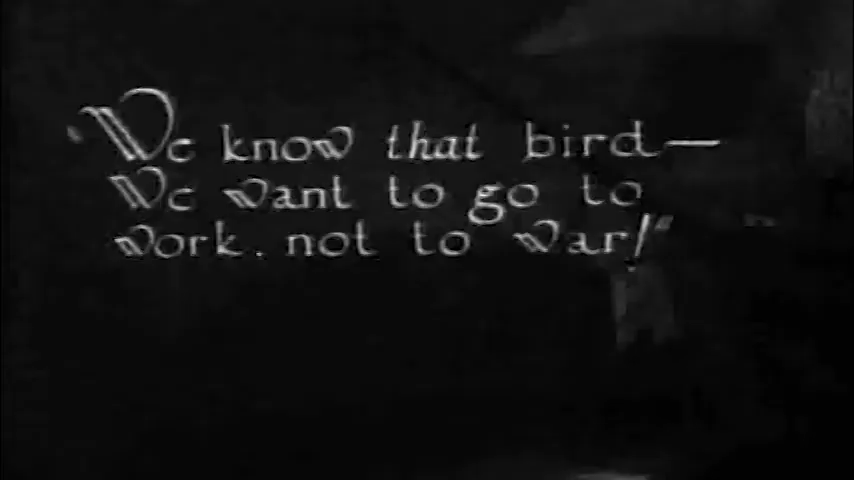 "We know that bird—
We want to go to
work, not to war!"